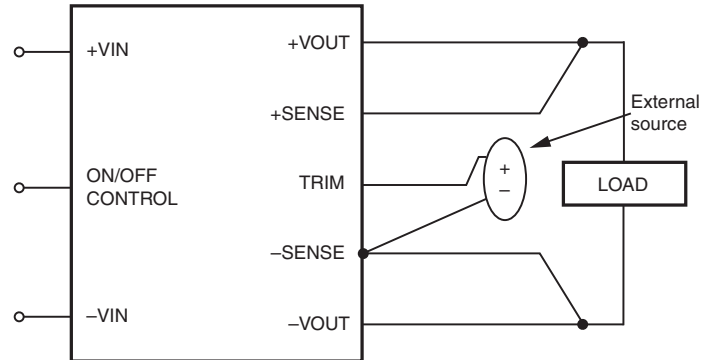 +VIN
ON/OFF
CONTROL
–VIN
+VOUT
+SENSE
TRIM
–SENSE
–VOUT
+
–
External
source
LOAD